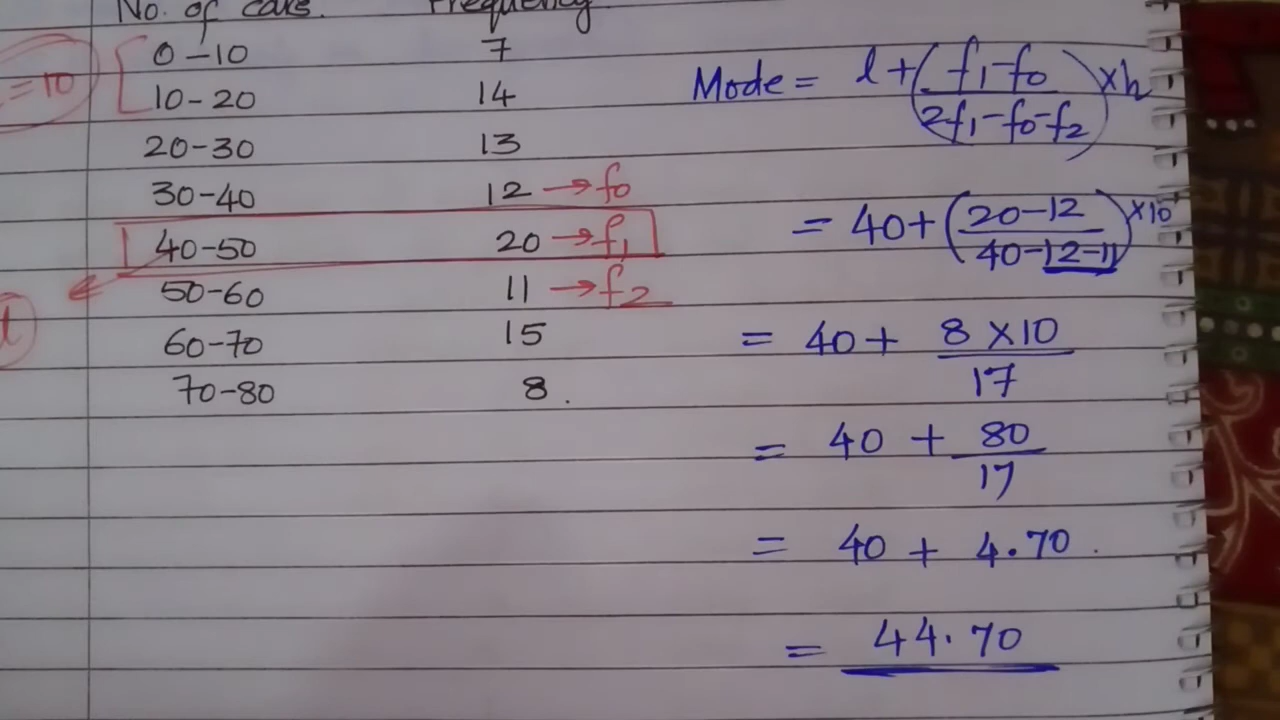 No. of cars. Frequency
0-10 7
=10
10-20 14
20-30 13
30-40 12 → f0
40-50 20 → f1
50-60 11 → f2
l
60-70 15
70-80 8.
Mode = l + (f1-f0 / 2f1-f0-f2) ×h
= 40 + (20-12 / 40-12-11) ×10
= 40 + 8 ×10 / 17
= 40 + 80 / 17
= 40 + 4.70.
= 44.70